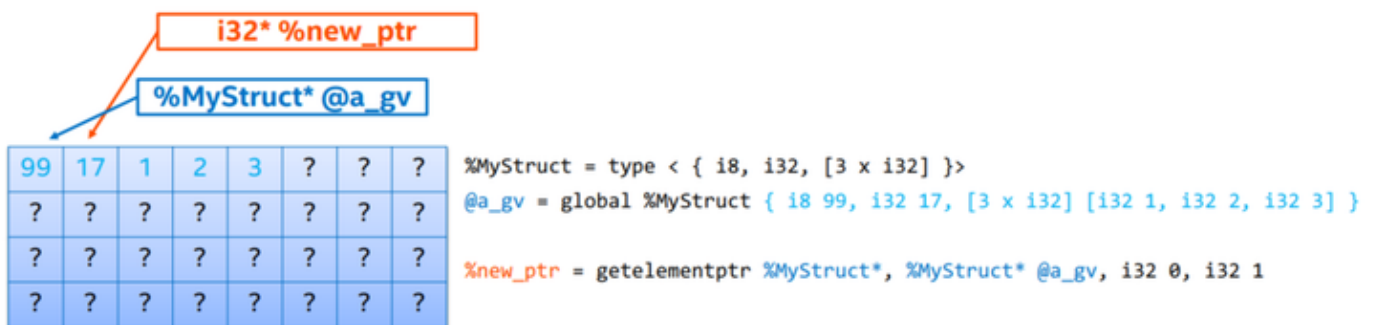 i32* %new_ptr
%MyStruct* @a_gv
99 17 1 2 3 ? ? ?
? ? ? ? ? ? ? ?
? ? ? ? ? ? ? ?
? ? ? ? ? ? ? ?
%MyStruct = type < { i8, i32, [3 x i32] }>
@a_gv = global %MyStruct { i8 99, i32 17, [3 x i32] [i32 1, i32 2, i32 3] }
%new_ptr = getelementptr %MyStruct*, %MyStruct* @a_gv, i32 0, i32 1